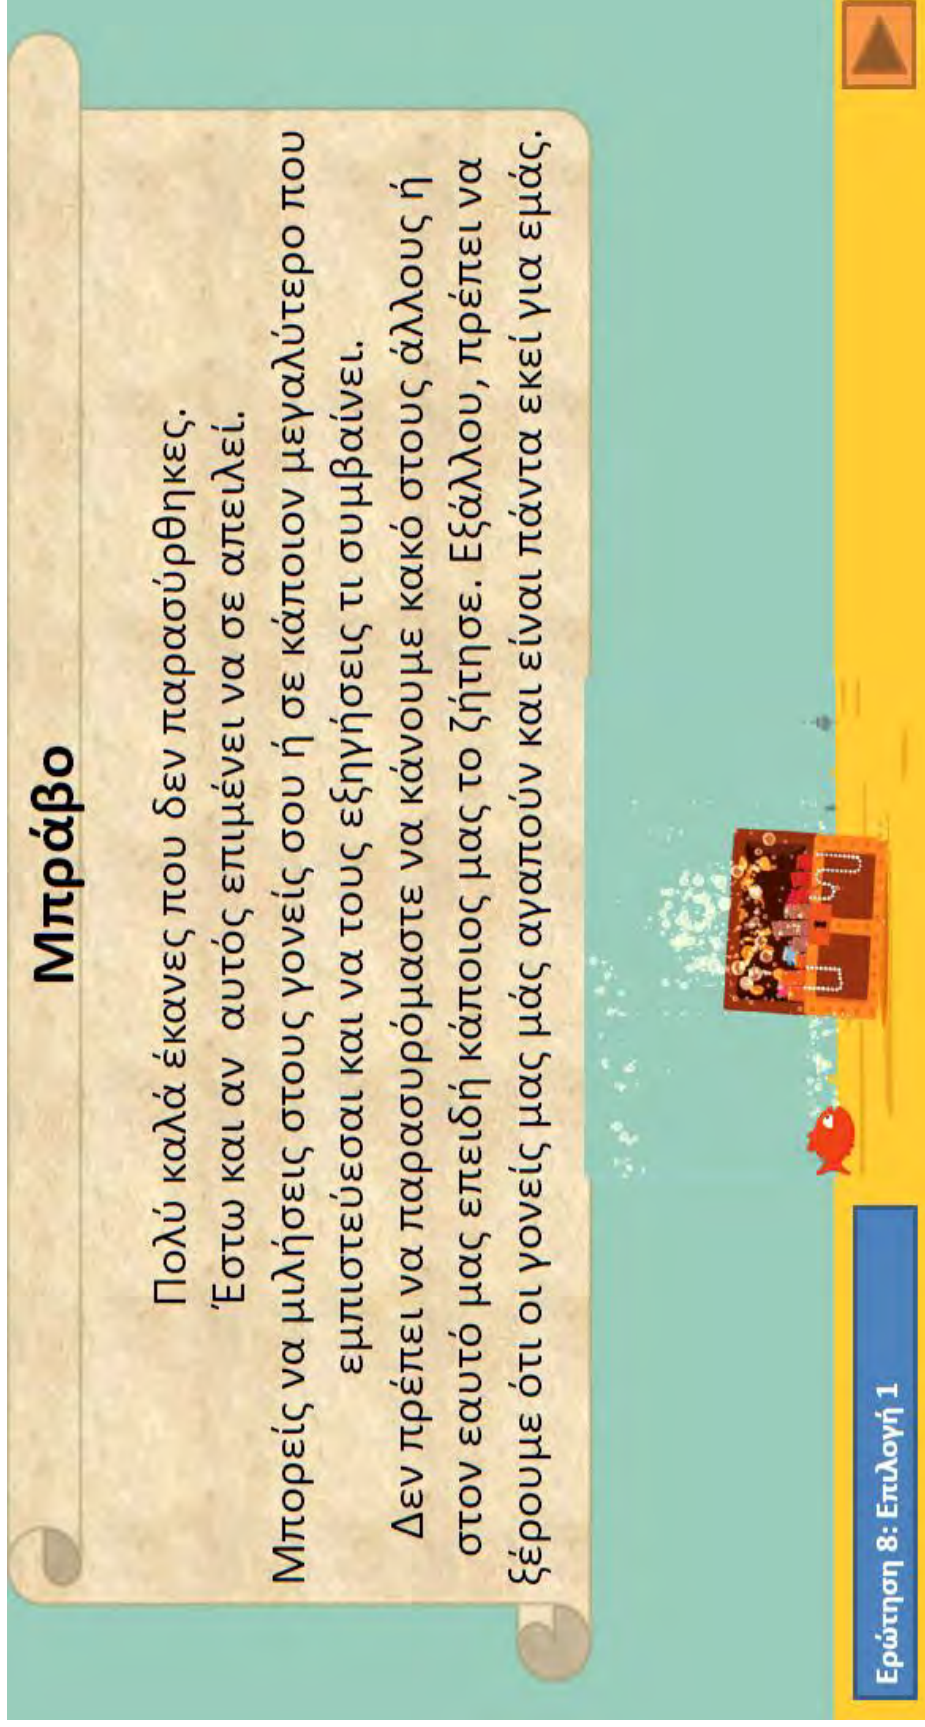 Μπράβο
Πολύ καλά έκανες που δεν παρασύρθηκες.
Έστω και αν αυτός επιμένει να σε απειλεί.
Μπορείς να μιλήσεις στους γονείς σου ή σε κάποιον μεγαλύτερο που
εμπιστεύεσαι και να τους εξηγήσεις τι συμβαίνει.
Δεν πρέπει να παρασυρόμαστε να κάνουμε κακό στους άλλους ή
στον εαυτό μας επειδή κάποιος μας το ζήτησε. Εξάλλου, πρέπει να
ξέρουμε ότι οι γονείς μας μάς αγαπούν και είναι πάντα εκεί για εμάς.
Ερώτηση 8: Επιλογή 1